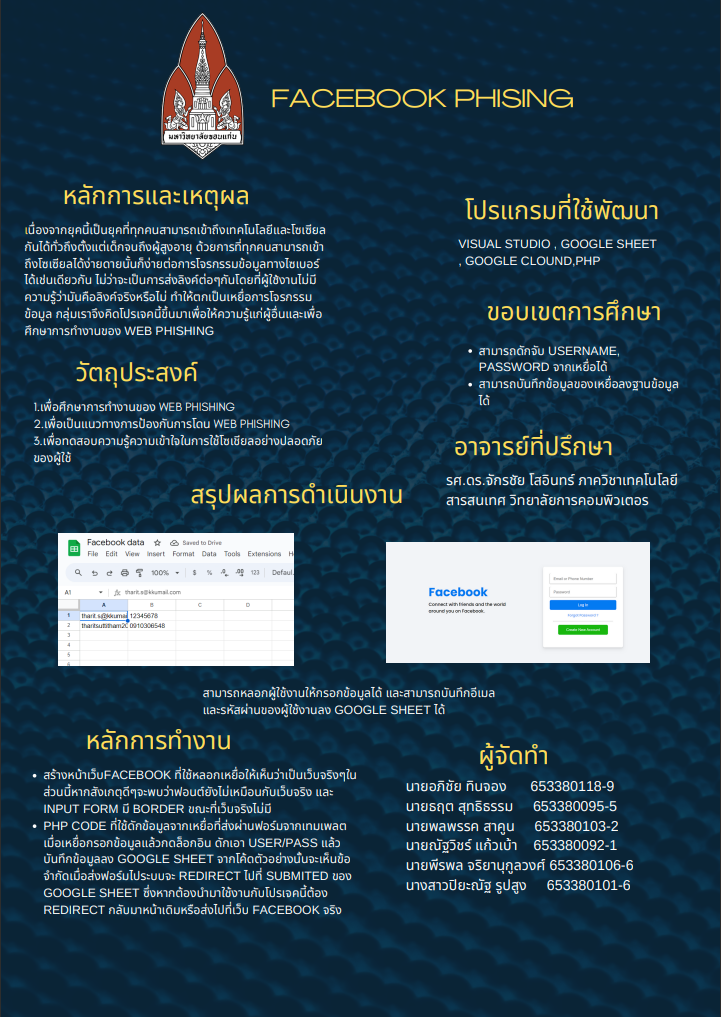 มหาวิทยาลัยขอนแก่น
FACEBOOK PHISING
หลักการและเหตุผล
เนื่องจากยุคนี้เป็นยุคที่ทุกคนสามารถเข้าถึงเทคโนโลยีและโซเชียล
กันได้ทั่วถึงตั้งแต่เด็กจนถึงผู้สูงอายุ ด้วยการที่ทุกคนสามารถเข้า
ถึงโซเชียลได้ง่ายดายนั้นก็ง่ายต่อการโจรกรรมข้อมูลทางไซเบอร์
ได้เช่นเดียวกัน ไม่ว่าจะเป็นการส่งลิงค์ต่อๆกันโดยที่ผู้ใช้งานไม่มี
ความรู้ว่ามันคือลิงค์จริงหรือไม่ ทำให้ตกเป็นเหยื่อการโจรกรรม
ข้อมูล กลุ่มเราจึงคิดโปรเจคนี้ขึ้นมาเพื่อให้ความรู้แก่ผู้อื่นและเพื่อ
ศึกษาการทำงานของ WEB PHISHING
วัตถุประสงค์
1.เพื่อศึกษาการทำงานของ WEB PHISHING
2.เพื่อเป็นแนวทางการป้องกันการโดน WEB PHISHING
3.เพื่อทดสอบความรู้ความเข้าใจในการใช้โซเชียลอย่างปลอดภัย
ของผู้ใช้
โปรแกรมที่ใช้พัฒนา
VISUAL STUDIO , GOOGLE SHEET
, GOOGLE CLOUND,PHP
ขอบเขตการศึกษา
• สามารถดักจับ USERNAME,
PASSWORD จากเหยื่อได้
• สามารถบันทึกข้อมูลของเหยื่อลงฐานข้อมูล
ได้
อาจารย์ที่ปรึกษา
รศ.ดร.จักรชัย โสอินทร์ ภาควิชาเทคโนโลยี
สารสนเทศ วิทยาลัยการคอมพิวเตอร
สรุปผลการดำเนินงาน
Facebook data Saved to Drive
File Edit View Insert Format Data Tools Extensions H
100% $ % .0 .00 123 Defaul..
A1 fx tharit.s@kkumail.com
A B C D
1 tharit.s@kkumai 12345678
2 tharitsuttitham20 0910306548
3
4
5
6
Facebook
Connect with friends and the world
around you on Facebook.
Email or Phone Number
Password
Log In
Forgot Password?
Create New Account
สามารถหลอกผู้ใช้งานให้กรอกข้อมูลได้ และสามารถบันทึกอีเมล
และรหัสผ่านของผู้ใช้งานลง GOOGLE SHEET ได้
หลักการทำงาน
• สร้างหน้าเว็บFACEBOOK ที่ใช้หลอกเหยื่อให้เห็นว่าเป็นเว็บจริงๆใน
ส่วนนี้หากสังเกตุดีๆจะพบว่าฟอนต์ยังไม่เหมือนกับเว็บจริง และ
INPUT FORM มี BORDER ขณะที่เว็บจริงไม่มี
• PHP CODE ที่ใช้ดักข้อมูลจากเหยื่อที่ส่งผ่านฟอร์มจากเทมเพลต
เมื่อเหยื่อกรอกข้อมูลแล้วกดล็อกอิน ดักเอา USER/PASS แล้ว
บันทึกข้อมูลลง GOOGLE SHEET จากโค้ดตัวอย่างนั้นจะเห็นข้อ
จำกัดเมื่อส่งฟอร์มไประบบจะ REDIRECT ไปที่ SUBMITED ของ
GOOGLE SHEET ซึ่งหากต้องนำมาใช้งานกับโปรเจคนี้ต้อง
REDIRECT กลับมาหน้าเดิมหรือส่งไปที่เว็บ FACEBOOK จริง
ผู้จัดทำ
นายอภิชัย ทินจอง 653380118-9
นายธฤต สุทธิธรรม 653380095-5
นายพลพรรค สาคูน 653380103-2
นายณัฐวัชร์ แก้วเบ้า 653380092-1
นายพีรพล จริยานุกูลวงศ์ 653380106-6
นางสาวปิยะณัฐ รูปสูง 653380101-6